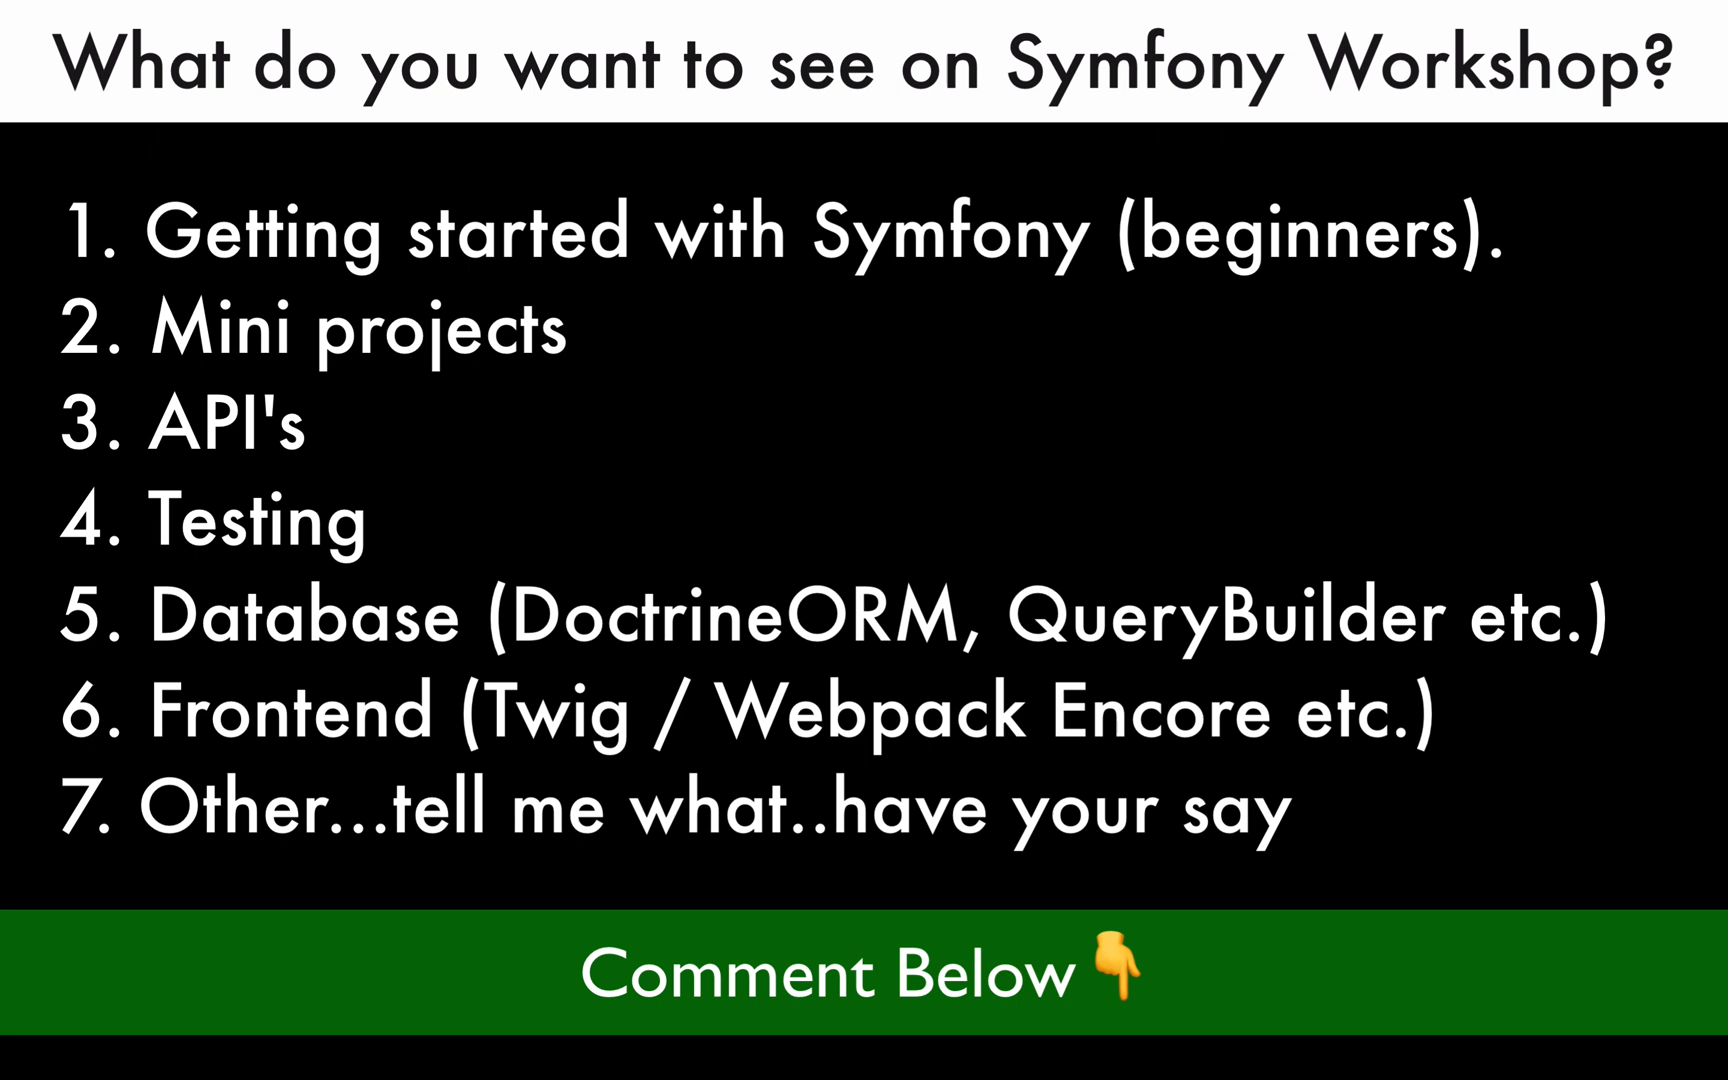 What do you want to see on Symfony Workshop?
1. Getting started with Symfony (beginners).
2. Mini projects
3. API's
4. Testing
5. Database (DoctrineORM, QueryBuilder etc.)
6. Frontend (Twig / Webpack Encore etc.)
7. Other...tell me what..have your say
Comment Below👇